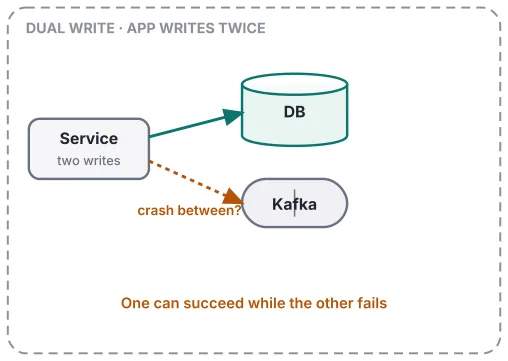 DUAL WRITE · APP WRITES TWICE
DB
Service
two writes
Kafka
crash between?
One can succeed while the other fails